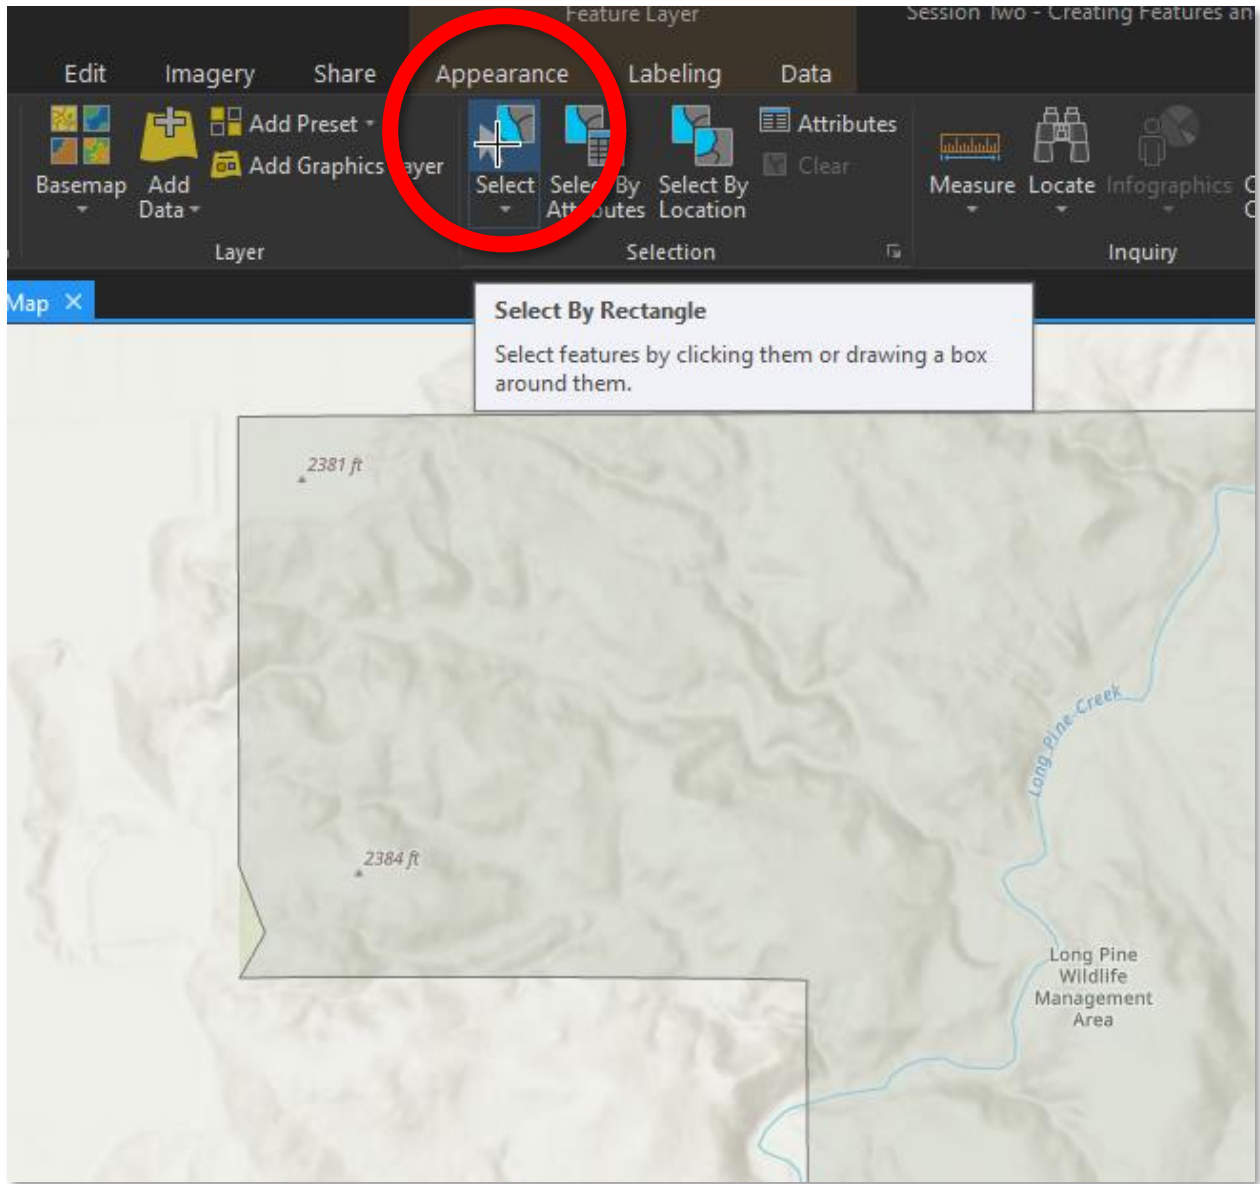 Feature Layer
Session Two - Creating Features an
Edit Imagery Share Appearance Labeling Data
Basemap
Add
Data
Add Preset
Add Graphics ayer
Layer
Select
Select By
Attributes
Select By
Location
Attributes
Clear
Selection
Measure
Locate
Infographics
Inquiry
Map
Select By Rectangle
Select features by clicking them or drawing a box
around them.
2381 ft
Long Pine Creek
2384 ft
Long Pine
Wildlife
Management
Area